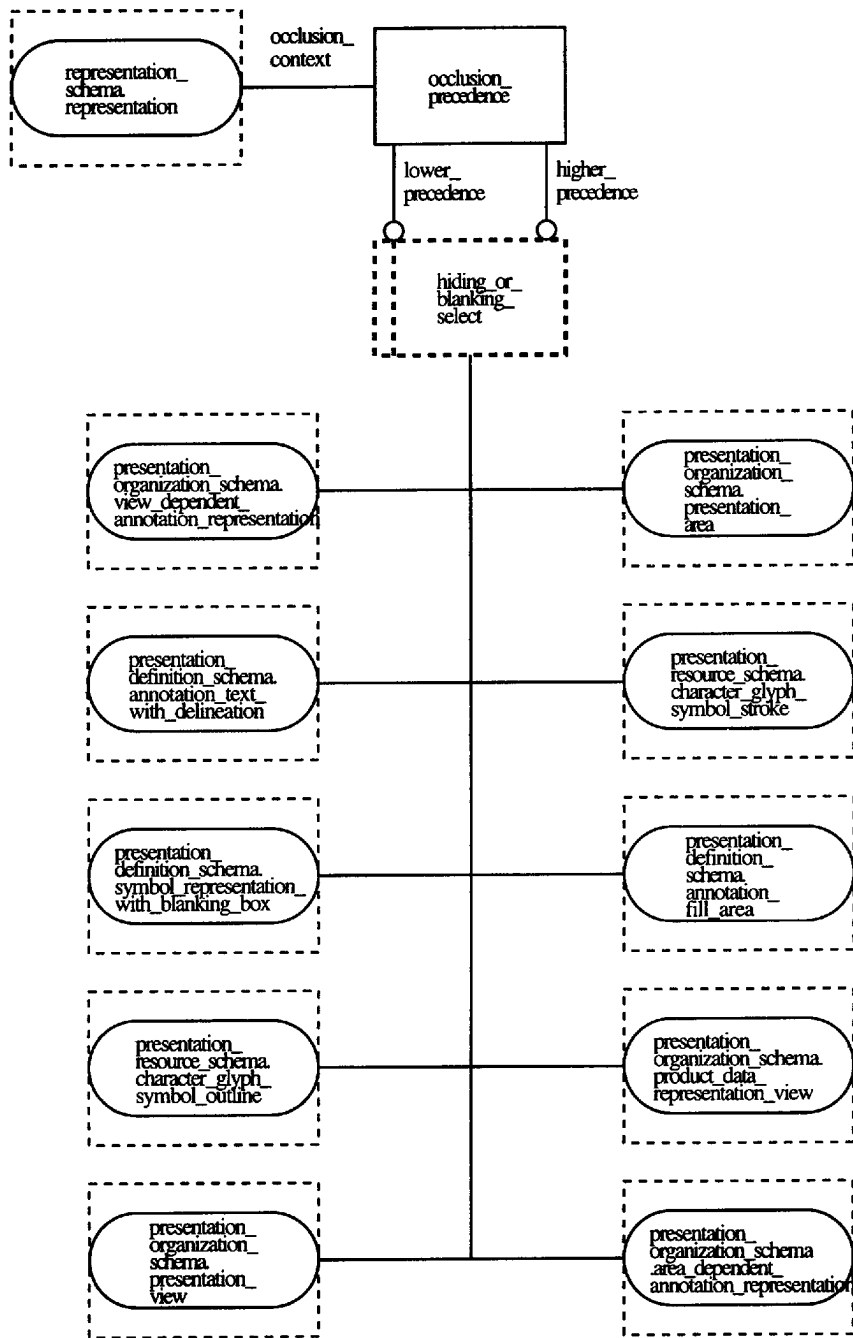 representation_
schema.
representation
occlusion_
context
occlusion_
precedence
lower_
precedence
higher_
precedence
hiding_or_
blanking_
select
presentation_
organization_schema.
view_dependent_
annotation_representation
presentation_
organization_
schema.
presentation_
area
presentation_
definition_schema.
annotation_text_
with_delineation
presentation_
resource_schema.
character_glyph_
symbol_stroke
presentation_
definition_schema.
symbol_representation_
with_blanking_box
presentation_
definition_
schema.
annotation_
fill_area
presentation_
resource_schema.
character_glyph_
symbol_outline
presentation_
organization_schema.
product_data_
representation_view
presentation_
organization_
schema.
presentation_
view
presentation_
organization_schema
.area_dependent_
annotation_representation